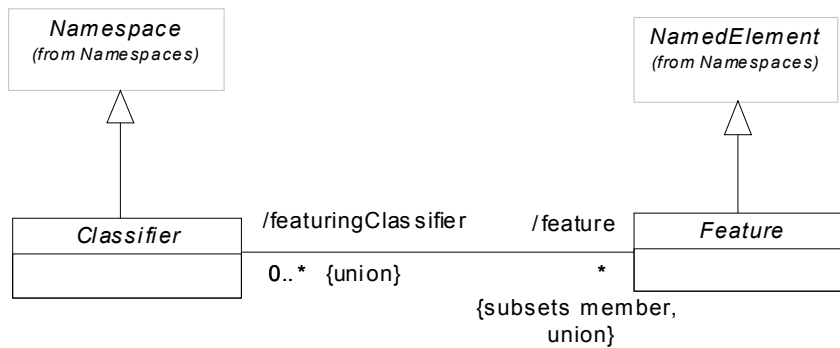 Namespace
(from Namespaces)
NamedElement
(from Namespaces)
Classifier
/featuringClassifier
/feature
Feature
0..*
{union}
*
{subsets member,
union}